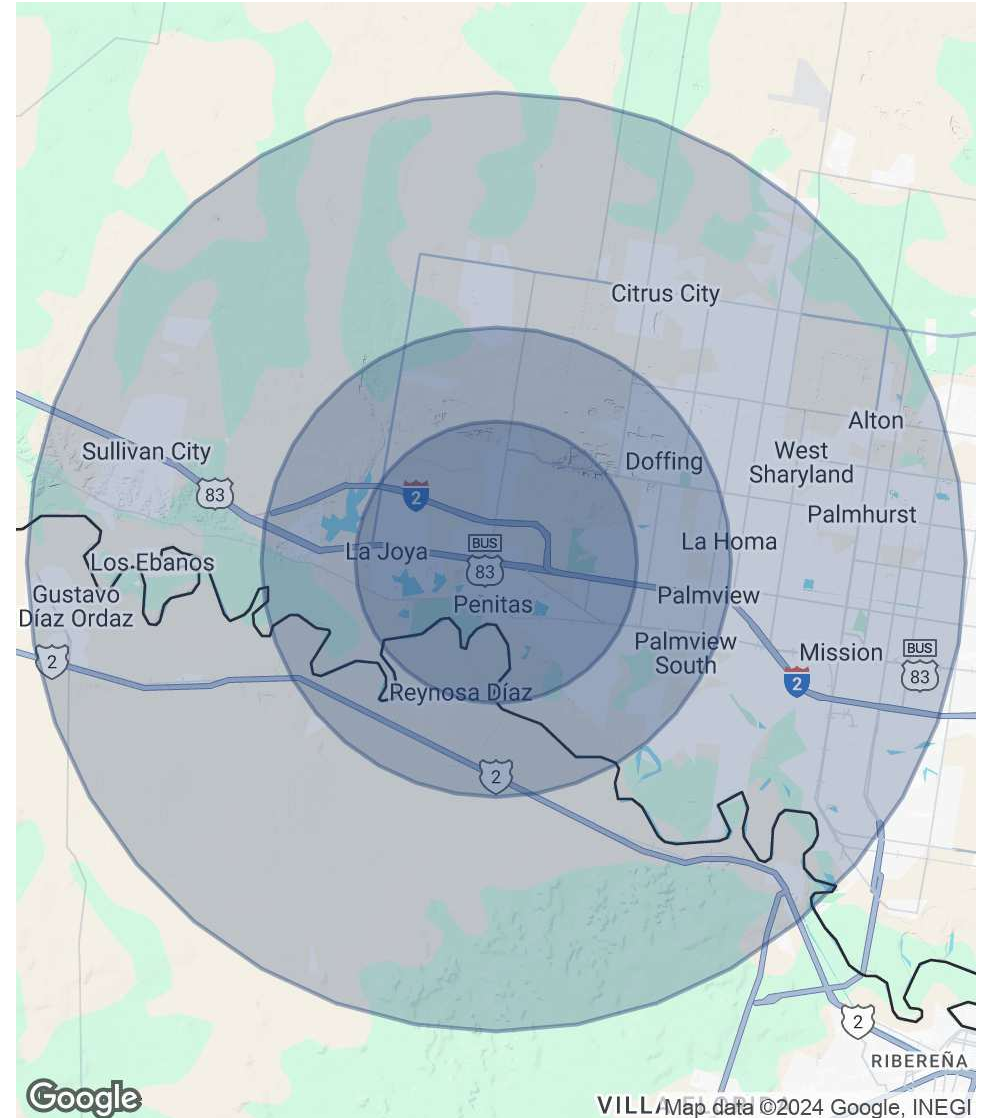 Citrus City
Alton
West
Sharyland
Doffing
Sullivan City
83
2
Palmhurst
La Homa
BUS
83
La Joya
Los Ebanos
Gustavo
Díaz Ordaz
Penitas
Palmview
Palmview
South
Mission
BUS
83
2
2
Reynosa Díaz
2
2
RIBEREÑA
Google
VILLA
Map data ©2024 Google, INEGI